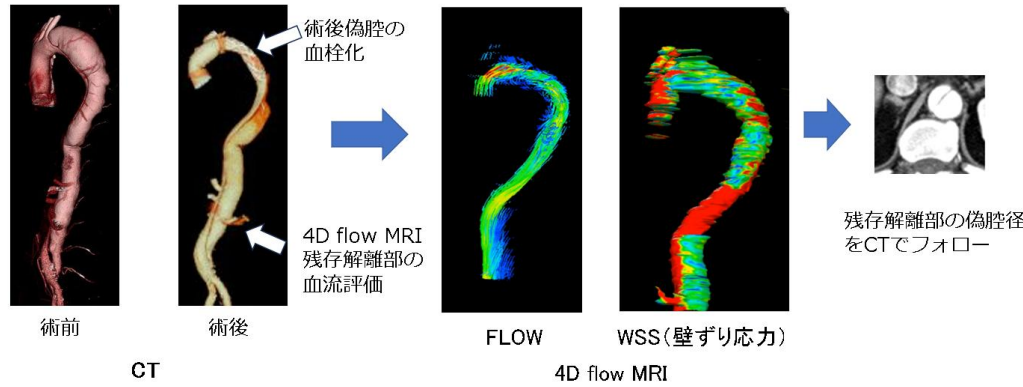 術後偽腔の
血栓化
4D flow MRI
残存解離部の
血流評価
術前
術後
CT
FLOW
WSS(壁ずり応力)
4D flow MRI
残存解離部の偽腔径
をCTでフォロー